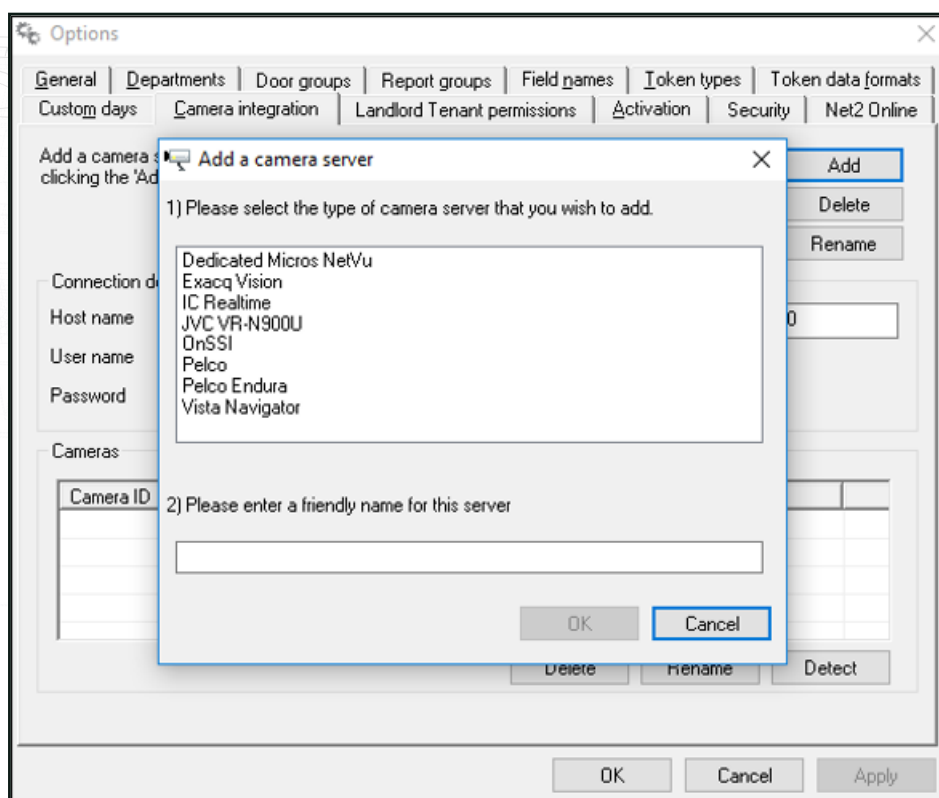 Options
General Departments Door groups Report groups Field names Token types Token data formats
Custom days Camera integration Landlord Tenant permissions Activation Security Net2 Online
Add a camera
clicking the 'Ad
Add
Delete
Rename
Connection
Host name
0
User name
Password
Cameras
Camera ID
Add a camera server
1) Please select the type of camera server that you wish to add.
Dedicated Micros NetVu
Exacq Vision
IC Realtime
JVC VR-N900U
OnSSI
Pelco
Pelco Endura
Vista Navigator
2) Please enter a friendly name for this server
OK Cancel
Delete Rename Detect
OK Cancel Apply